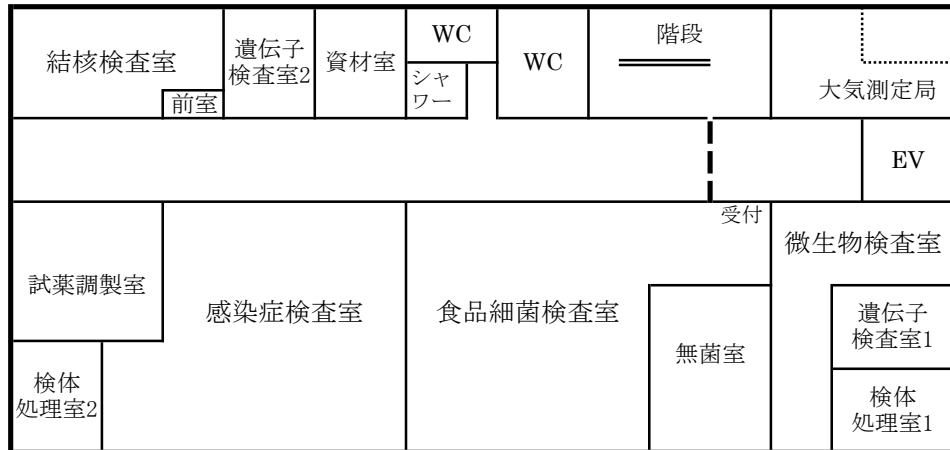 結核検査室
前室
遺伝子
検査室2
資材室
WC
シャ
ワー
WC
階段
大気測定局
EV
受付
試薬調製室
検体
処理室2
感染症検査室
食品細菌検査室
無菌室
微生物検査室
遺伝子
検査室1
検体
処理室1